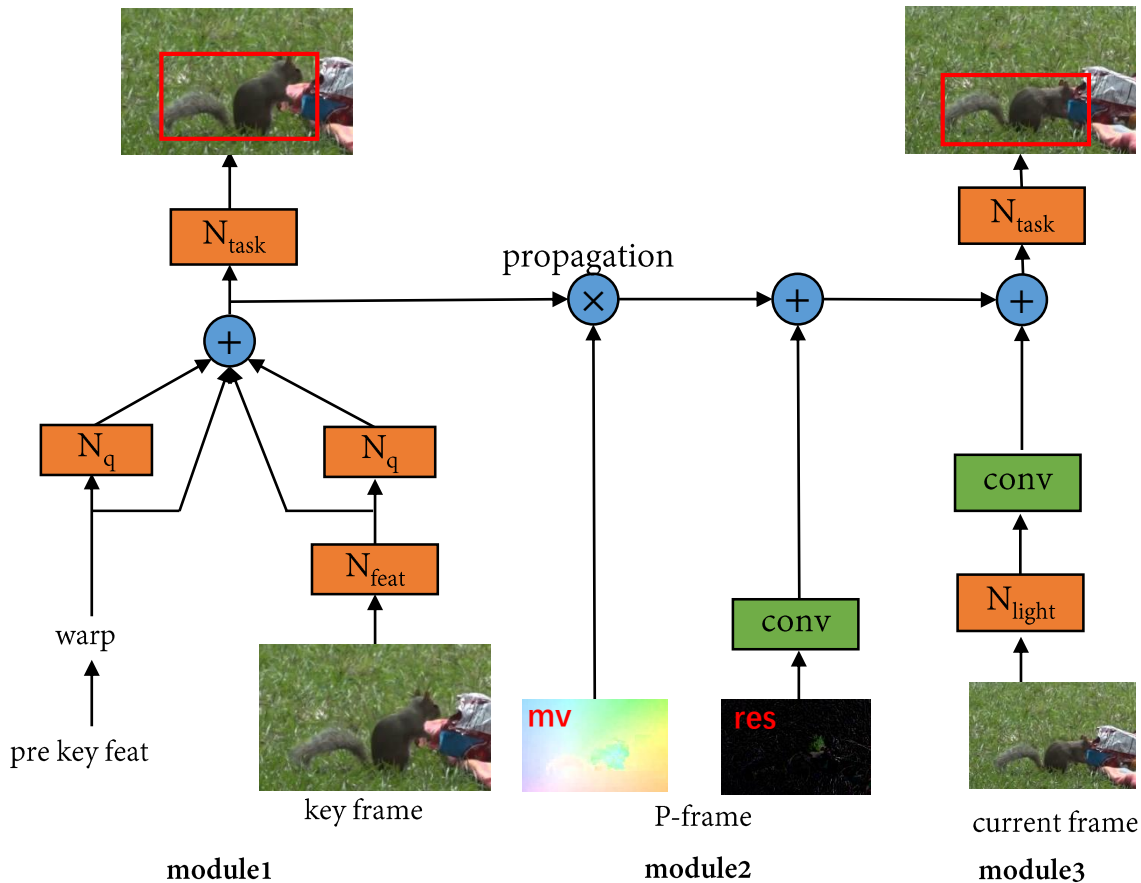 N_task
N_task
propagation
×
+
+
+
N_q
N_q
conv
N_feat
N_light
conv
warp
mv
res
pre key feat
key frame
P-frame
current frame
module1
module2
module3